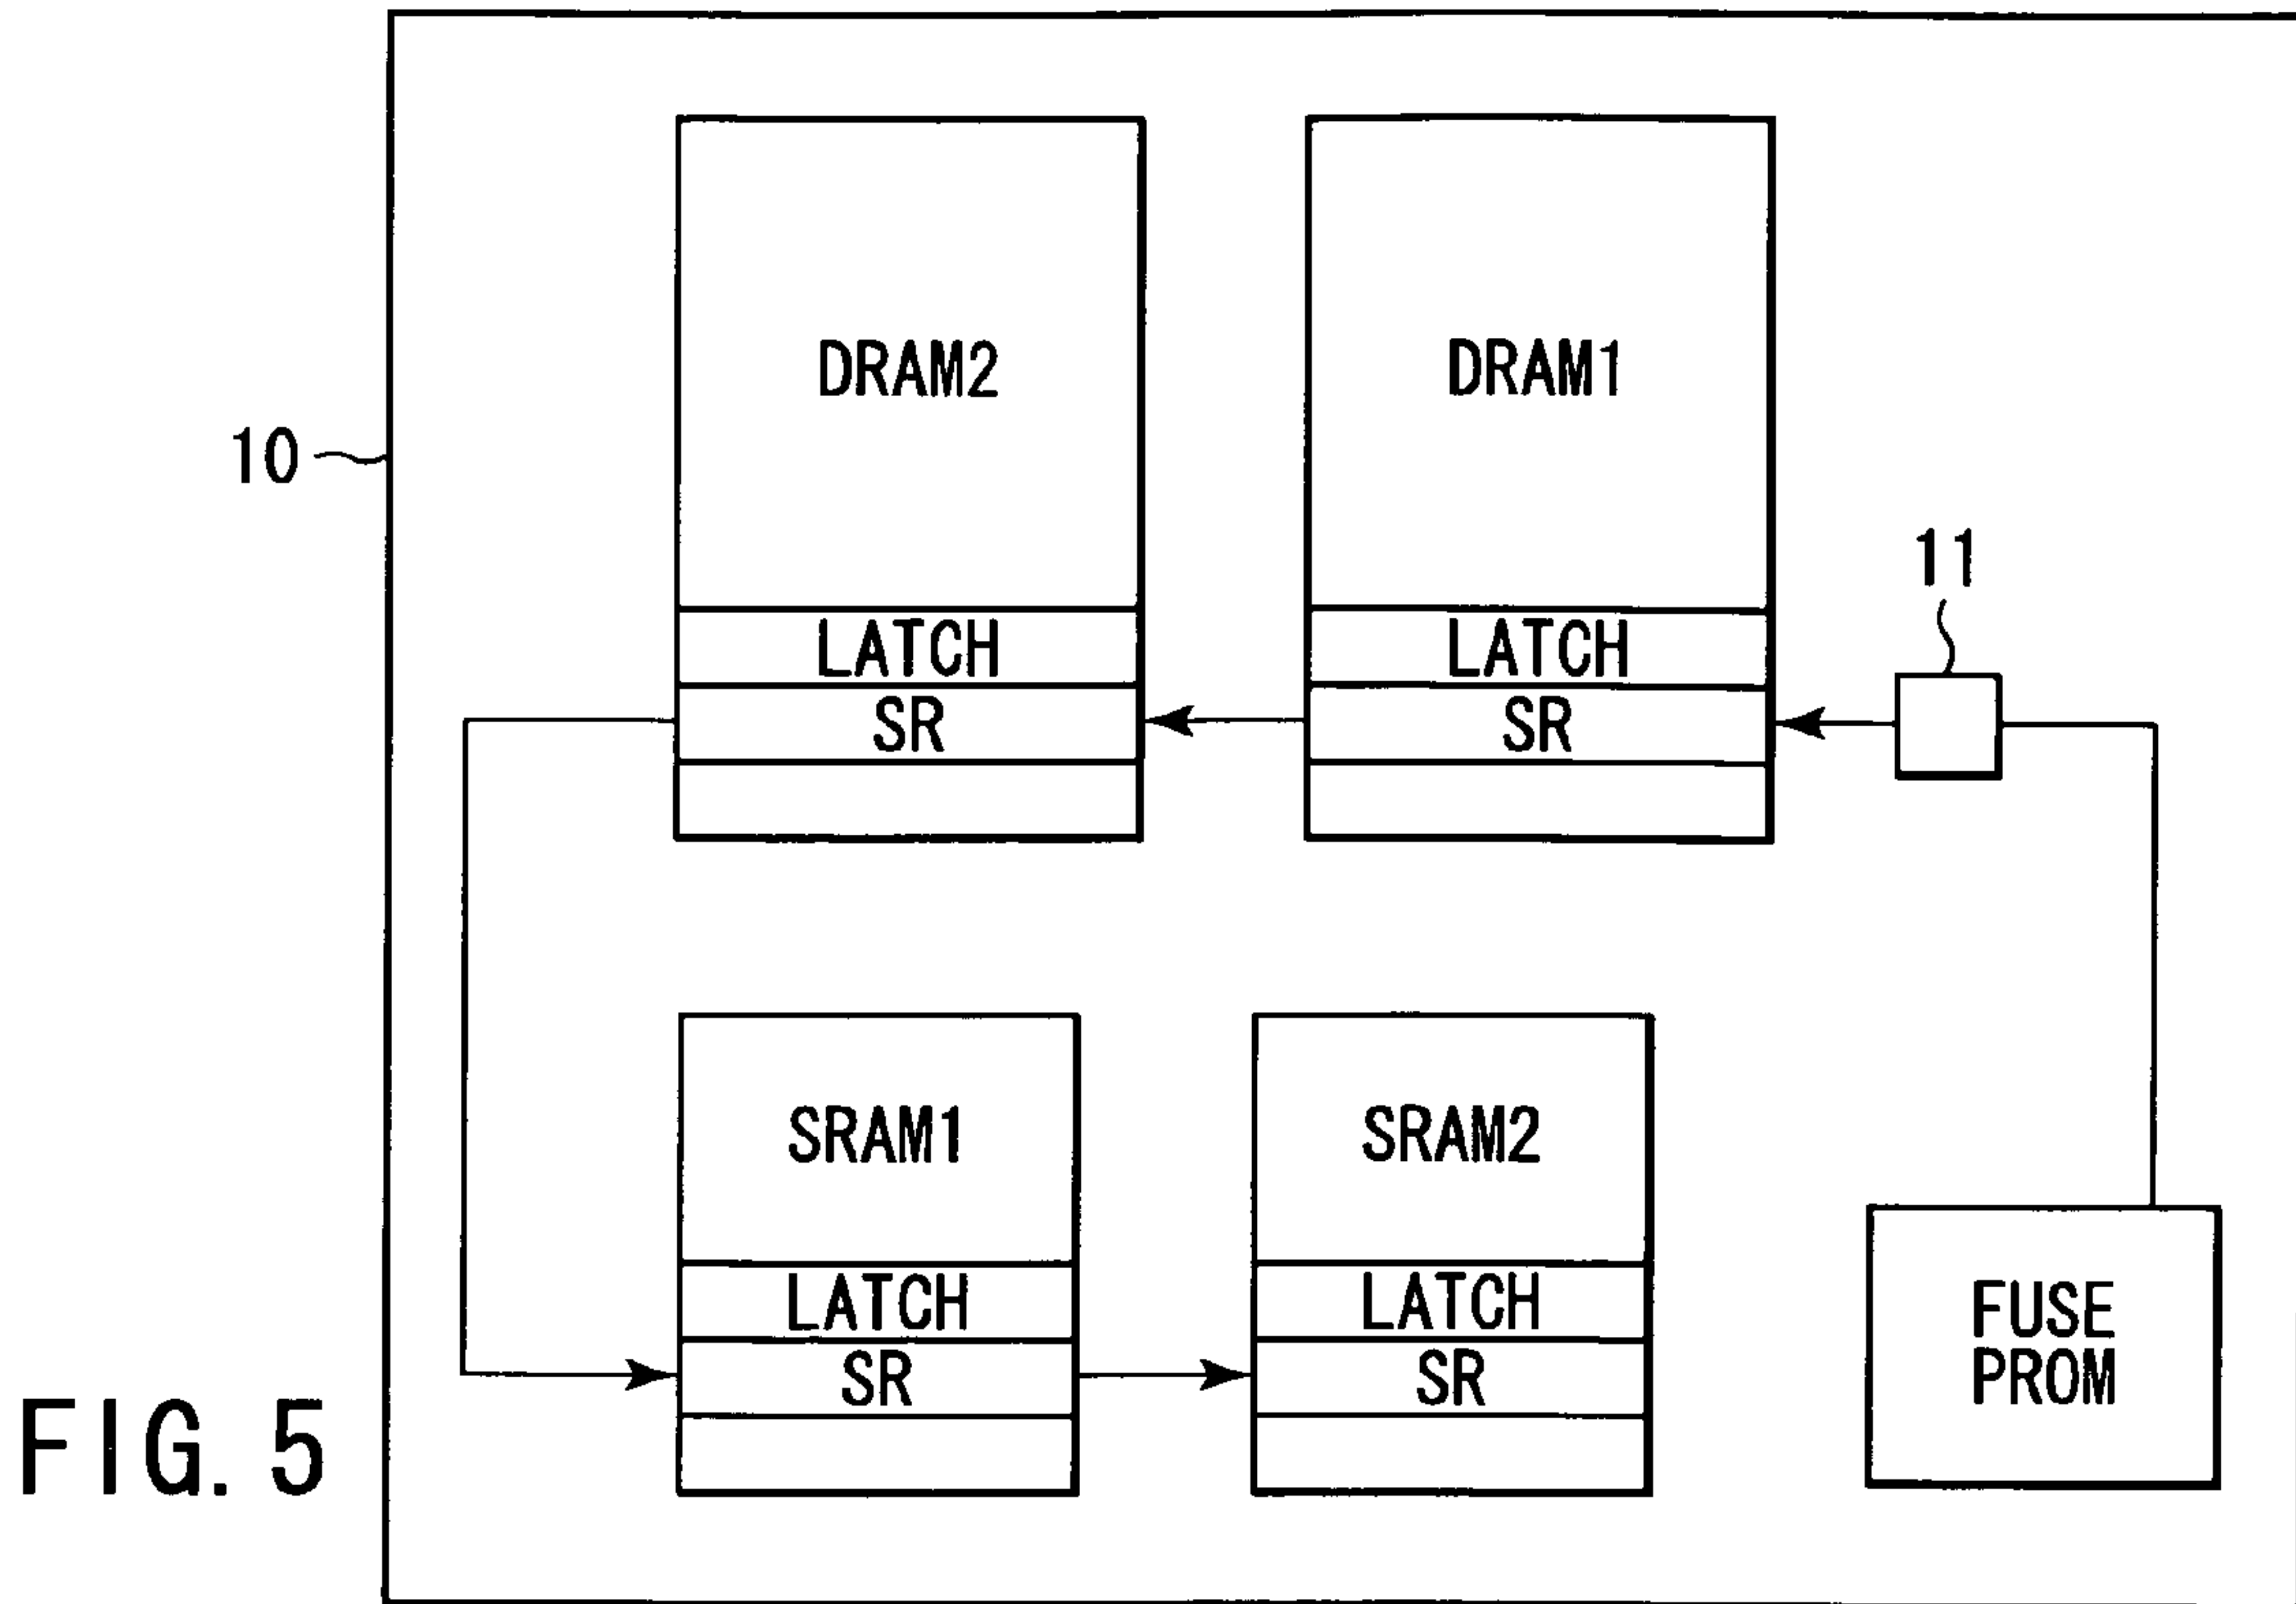 DRAM2
DRAM1
10
11
LATCH
LATCH
SR
SR
SRAM1
SRAM2
LATCH
LATCH
FUSE
PROM
SR
SR
FIG. 5